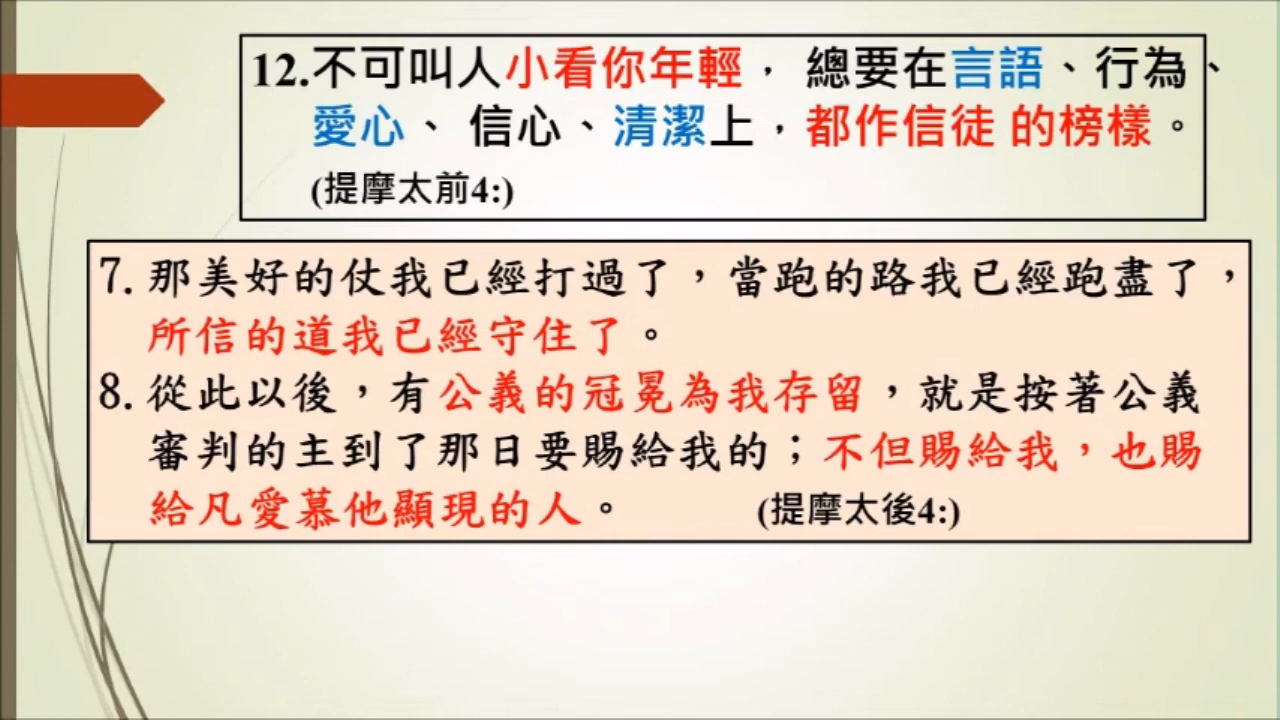 12.不可叫人小看你年輕， 總要在言語、行為、
愛心、 信心、清潔上，都作信徒 的榜樣。
(提摩太前4:)
7. 那美好的仗我已經打過了，當跑的路我已經跑盡了，
所信的道我已經守住了。
8. 從此以後，有公義的冠冕為我存留，就是按著公義
審判的主到了那日要賜給我的；不但賜給我，也賜
給凡愛慕他顯現的人。 (提摩太後4:)